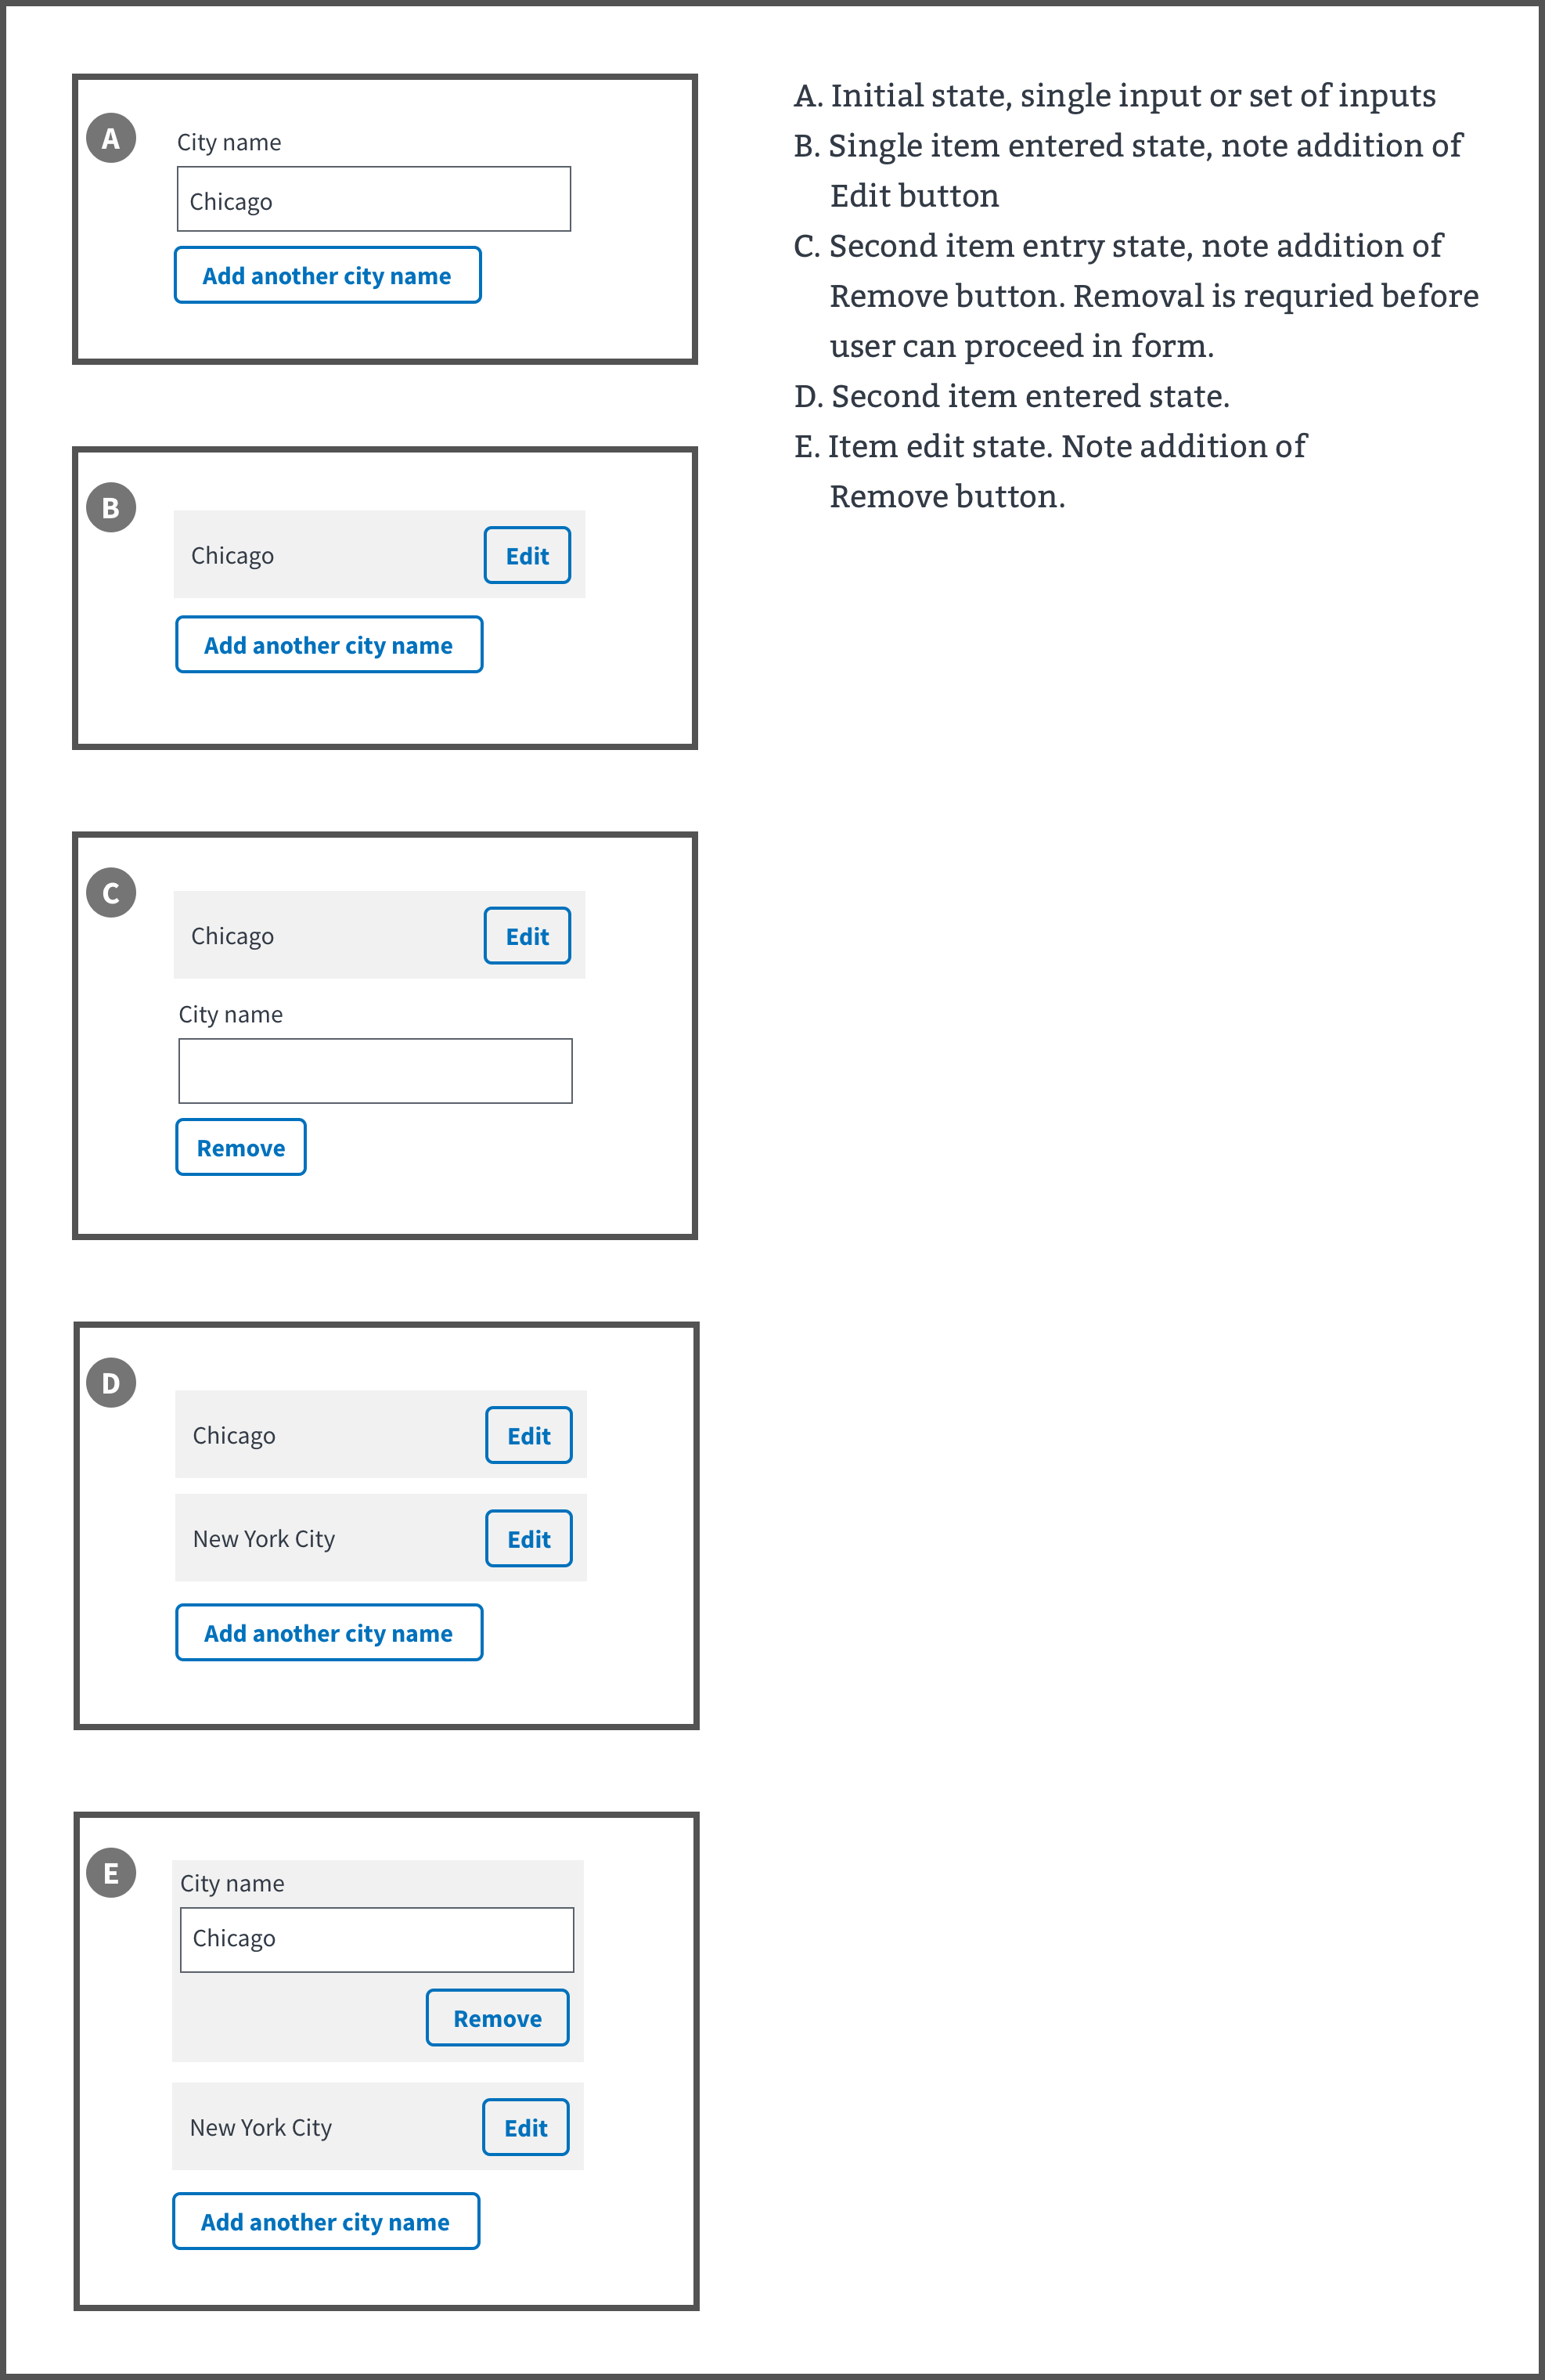 A
City name
Chicago
Add another city name
B
Chicago
Edit
Add another city name
C
Chicago
Edit
City name
Remove
D
Chicago
Edit
New York City
Edit
Add another city name
E
City name
Chicago
Remove
New York City
Edit
Add another city name
A. Initial state, single input or set of inputs
B. Single item entered state, note addition of
Edit button
C. Second item entry state, note addition of
Remove button. Removal is requried before
user can proceed in form.
D. Second item entered state.
E. Item edit state. Note addition of
Remove button.